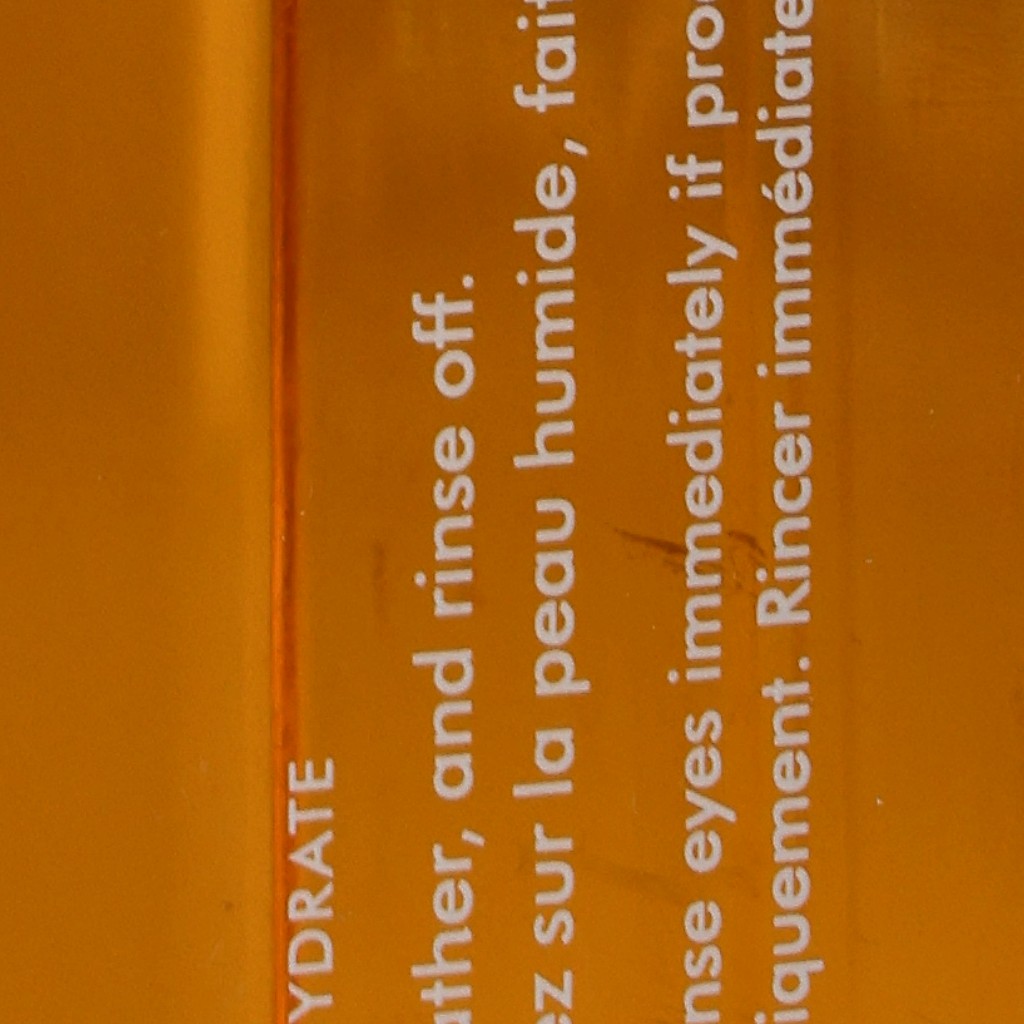 YDRATE
ather, and rinse off.
ez sur la peau humide, fait
nse eyes immediately if pro
iquement. Rincer immédiate